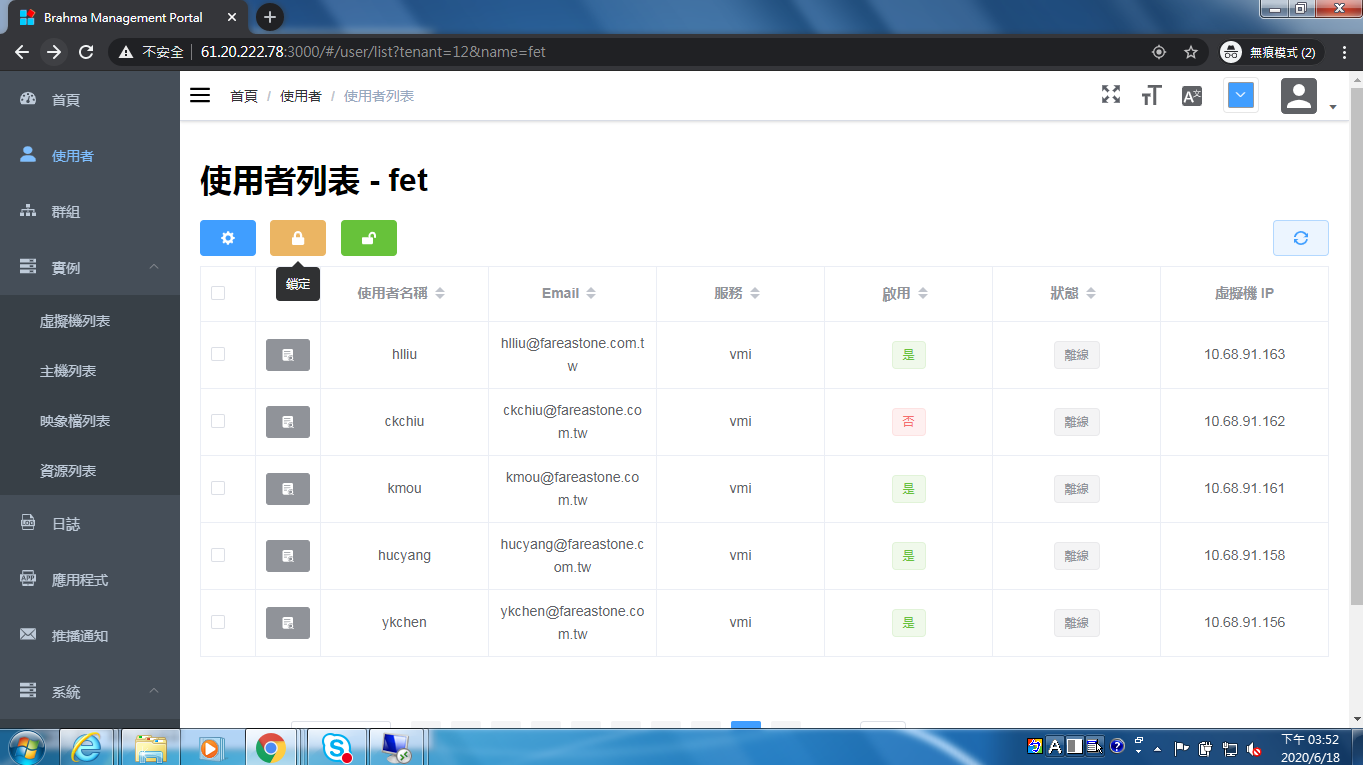 Brahma Management Portal
不安全 61.20.222.78:3000/#/user/list?tenant=12&name=fet
無痕模式 (2)
首頁
使用者
群組
實例
虛擬機列表
主機列表
映象檔列表
資源列表
日誌
應用程式
推播通知
系統
首頁 / 使用者 / 使用者列表
使用者列表 - fet
鎖定
使用者名稱 Email 服務 啟用 狀態 虛擬機 IP
hlliu hlliu@fareastone.com.t
w vmi 是 離線 10.68.91.163
ckchiu ckchiu@fareastone.co
m.tw vmi 否 離線 10.68.91.162
kmou kmou@fareastone.co
m.tw vmi 是 離線 10.68.91.161
hucyang hucyang@fareastone.c
om.tw vmi 是 離線 10.68.91.158
ykchen ykchen@fareastone.co
m.tw vmi 是 離線 10.68.91.156
下午 03:52
2020/6/18